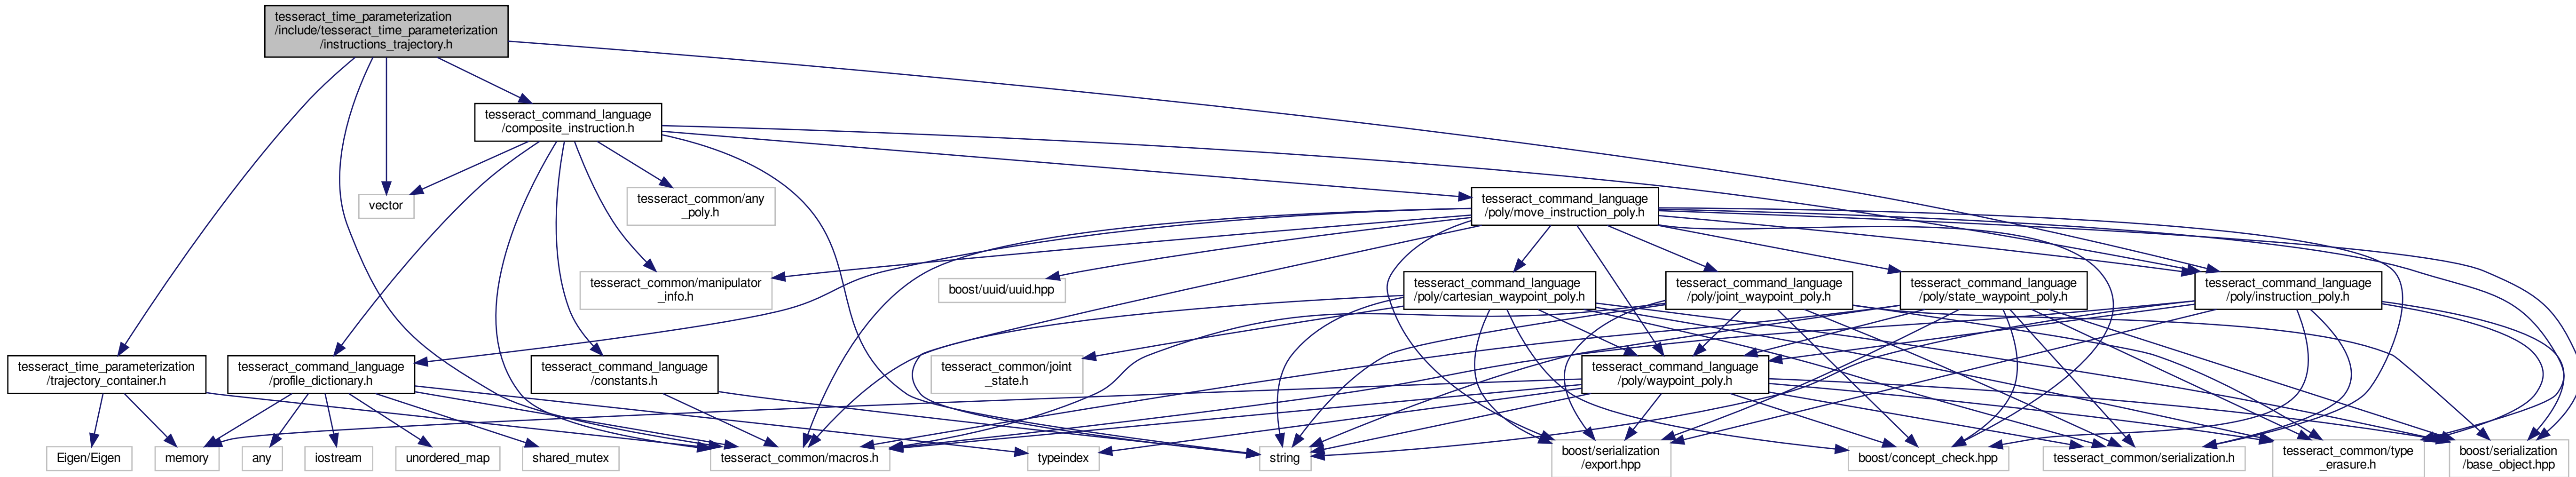 tesseract_time_parameterization
/include/tesseract_time_parameterization
/instructions_trajectory.h
tesseract_command_language
/composite_instruction.h
vector
tesseract_common/any
_poly.h
tesseract_command_language
/poly/move_instruction_poly.h
tesseract_common/manipulator
_info.h
boost/uuid/uuid.hpp
tesseract_command_language
/poly/cartesian_waypoint_poly.h
tesseract_command_language
/poly/joint_waypoint_poly.h
tesseract_command_language
/poly/state_waypoint_poly.h
tesseract_command_language
/poly/instruction_poly.h
tesseract_time_parameterization
/trajectory_container.h
tesseract_command_language
/profile_dictionary.h
tesseract_command_language
/constants.h
tesseract_common/joint
_state.h
tesseract_command_language
/poly/waypoint_poly.h
Eigen/Eigen
memory
any
iostream
unordered_map
shared_mutex
tesseract_common/macros.h
typeindex
string
boost/serialization
/export.hpp
boost/concept_check.hpp
tesseract_common/serialization.h
tesseract_common/type
_erasure.h
boost/serialization
/base_object.hpp